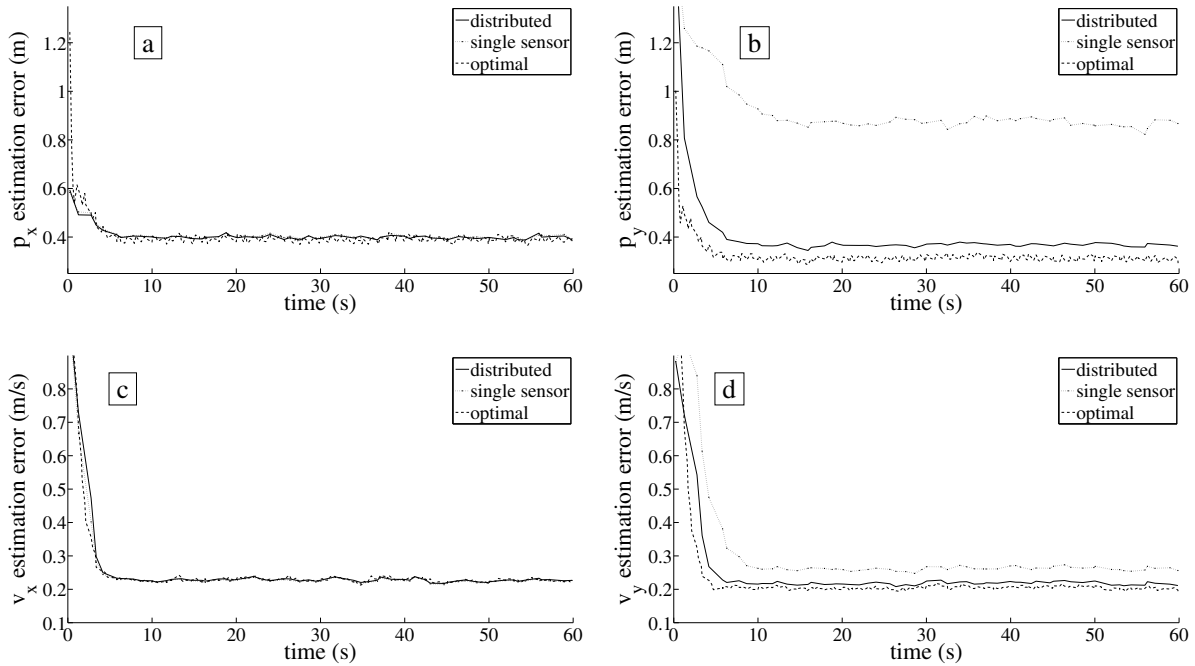 a
distributed
single sensor
optimal
p_x estimation error (m)
1.2
1
0.8
0.6
0.4
0 10 20 30 40 50 60
time (s)
b
distributed
single sensor
optimal
p_y estimation error (m)
1.2
1
0.8
0.6
0.4
0 10 20 30 40 50 60
time (s)
c
distributed
single sensor
optimal
v_x estimation error (m/s)
0.8
0.7
0.6
0.5
0.4
0.3
0.2
0.1
0 10 20 30 40 50 60
time (s)
d
distributed
single sensor
optimal
v_y estimation error (m/s)
0.8
0.7
0.6
0.5
0.4
0.3
0.2
0.1
0 10 20 30 40 50 60
time (s)